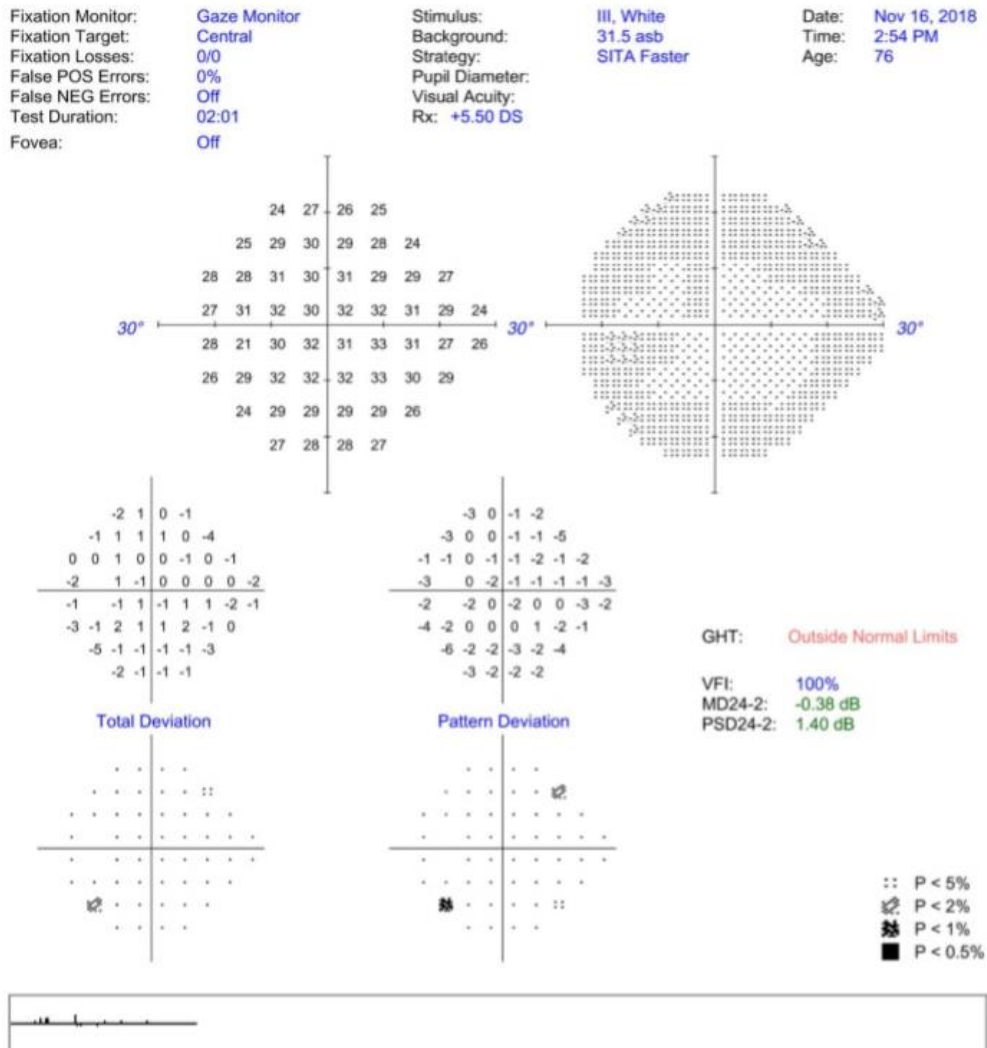 Fixation Monitor: Gaze Monitor Stimulus: III, White Date: Nov 16, 2018
Fixation Target: Central Background: 31.5 asb Time: 2:54 PM
Fixation Losses: 0/0 Strategy: SITA Faster Age: 76
False POS Errors: 0% Pupil Diameter:
False NEG Errors: Off Visual Acuity:
Test Duration: 02:01 Rx: +5.50 DS
Fovea: Off
24 27 26 25
25 29 30 29 28 24
28 28 31 30 31 29 29 27
27 31 32 30 32 32 31 29 24
30° 30° 30°
28 21 30 32 31 33 31 27 26
26 29 32 32 32 33 30 29
24 29 29 29 29 26
27 28 28 27
-2 1 0 -1 -3 0 -1 -2
-1 1 1 1 0 -4 -3 0 0 -1 -1 -5
0 0 1 0 0 -1 0 -1 -1 -1 0 -1 -1 -2 -1 -2
-2 1 -1 0 0 0 0 -2 -3 0 -2 -1 -1 -1 -1 -3
-1 -1 1 -1 1 1 -2 -1 -2 -2 0 -2 0 0 -3 -2
-3 -1 2 1 1 2 -1 0 -4 -2 0 0 0 1 -2 -1
-5 -1 -1 -1 -1 -3 -6 -2 -2 -3 -2 -4
-2 -1 -1 -1 -3 -2 -2 -2
GHT: Outside Normal Limits
VFI: 100%
MD24-2: -0.38 dB
PSD24-2: 1.40 dB
Total Deviation Pattern Deviation
P < 5%
P < 2%
P < 1%
P < 0.5%